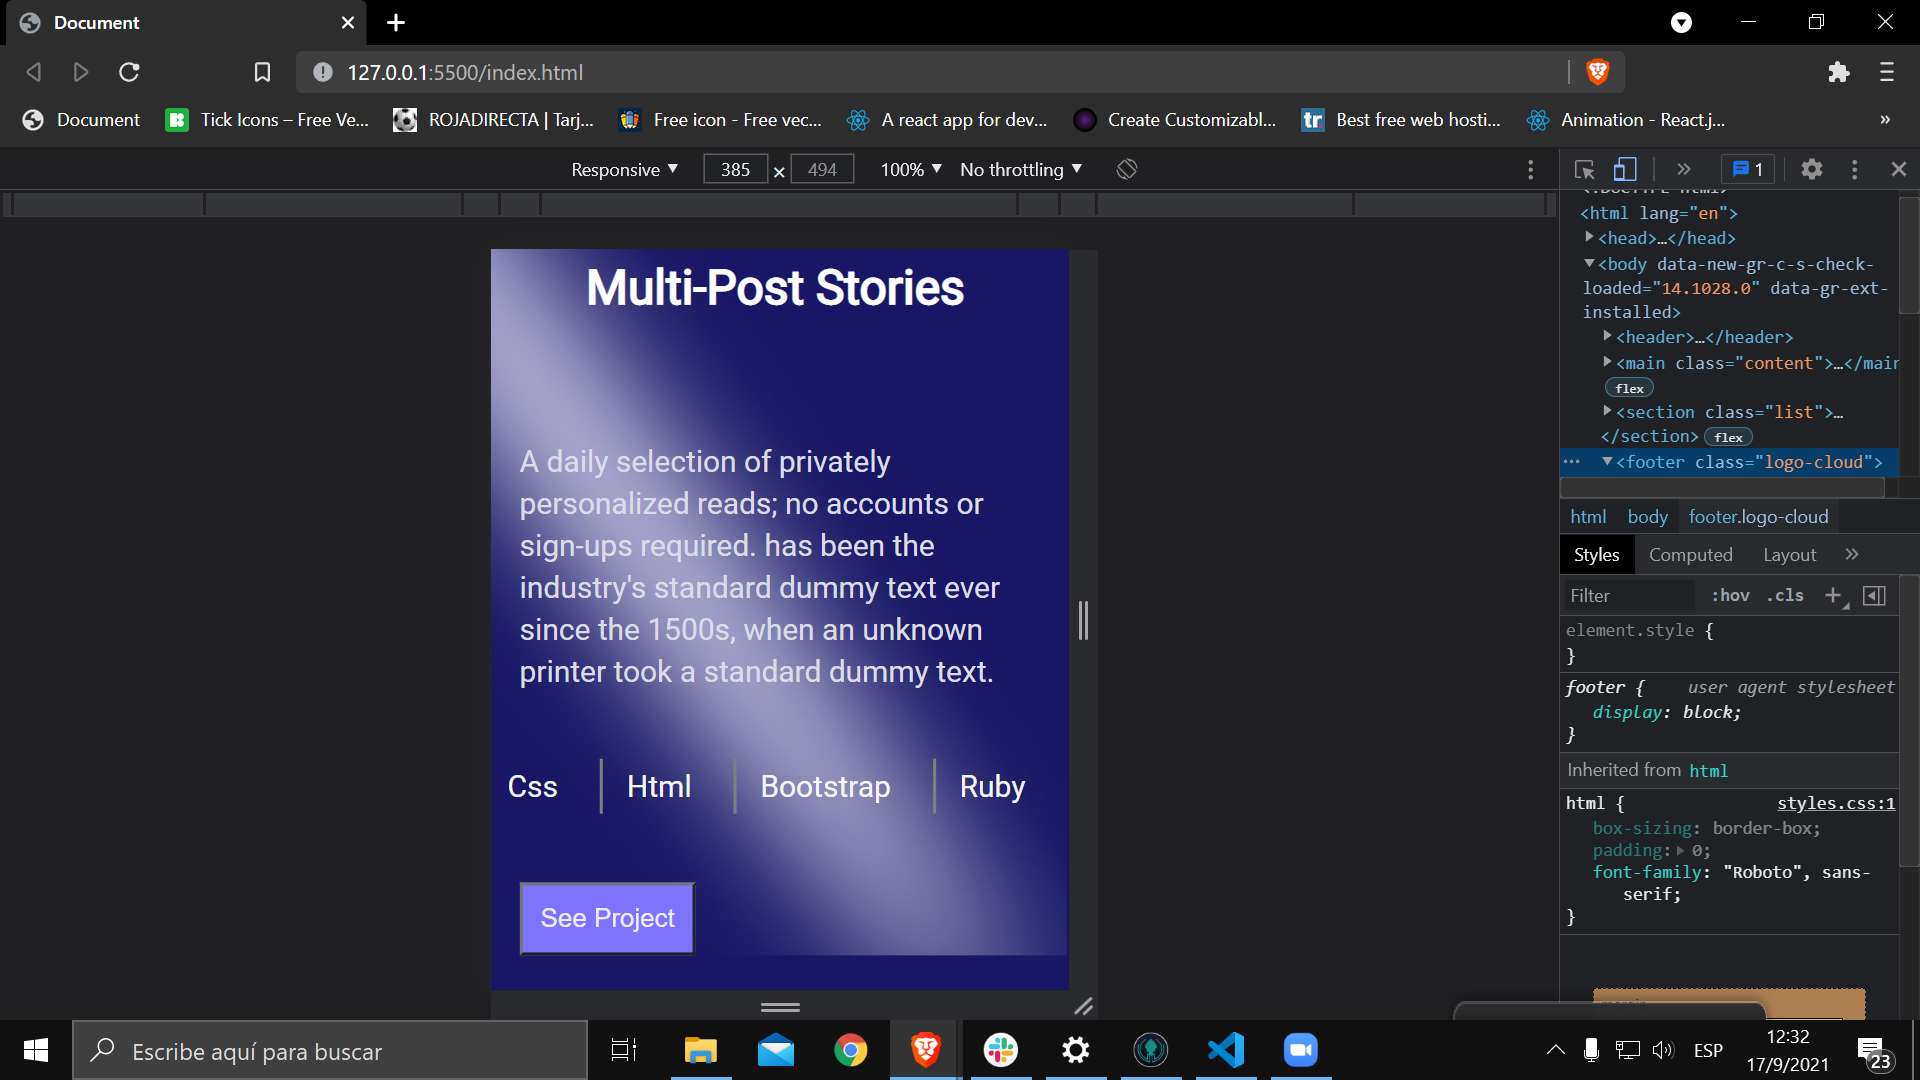 Document
127.0.0.1:5500/index.html
Document
Tick Icons – Free Ve...
ROJADIRECTA | Tarj...
Free icon - Free vec...
A react app for dev...
Create Customizabl...
tr
Best free web hosti...
Animation - React.j...
»
Responsive
385
×
494
100%
No throttling
1
<html lang="en">
<head>…</head>
<body data-new-gr-c-s-check-
loaded="14.1028.0" data-gr-ext-
installed>
<header>…</header>
<main class="content">…</main
flex
<section class="list">…
</section>
flex
<footer class="logo-cloud">
html
body
footer.logo-cloud
Styles
Computed
Layout
Filter
:hov
.cls
element.style {
}
footer {
user agent stylesheet
display: block;
}
Inherited from html
html {
styles.css:1
box-sizing: border-box;
padding: 0;
font-family: "Roboto", sans-
serif;
}
Multi-Post Stories
A daily selection of privately
personalized reads; no accounts or
sign-ups required. has been the
industry's standard dummy text ever
since the 1500s, when an unknown
printer took a standard dummy text.
Css
Html
Bootstrap
Ruby
See Project
Escribe aquí para buscar
ESP
12:32
17/9/2021
23